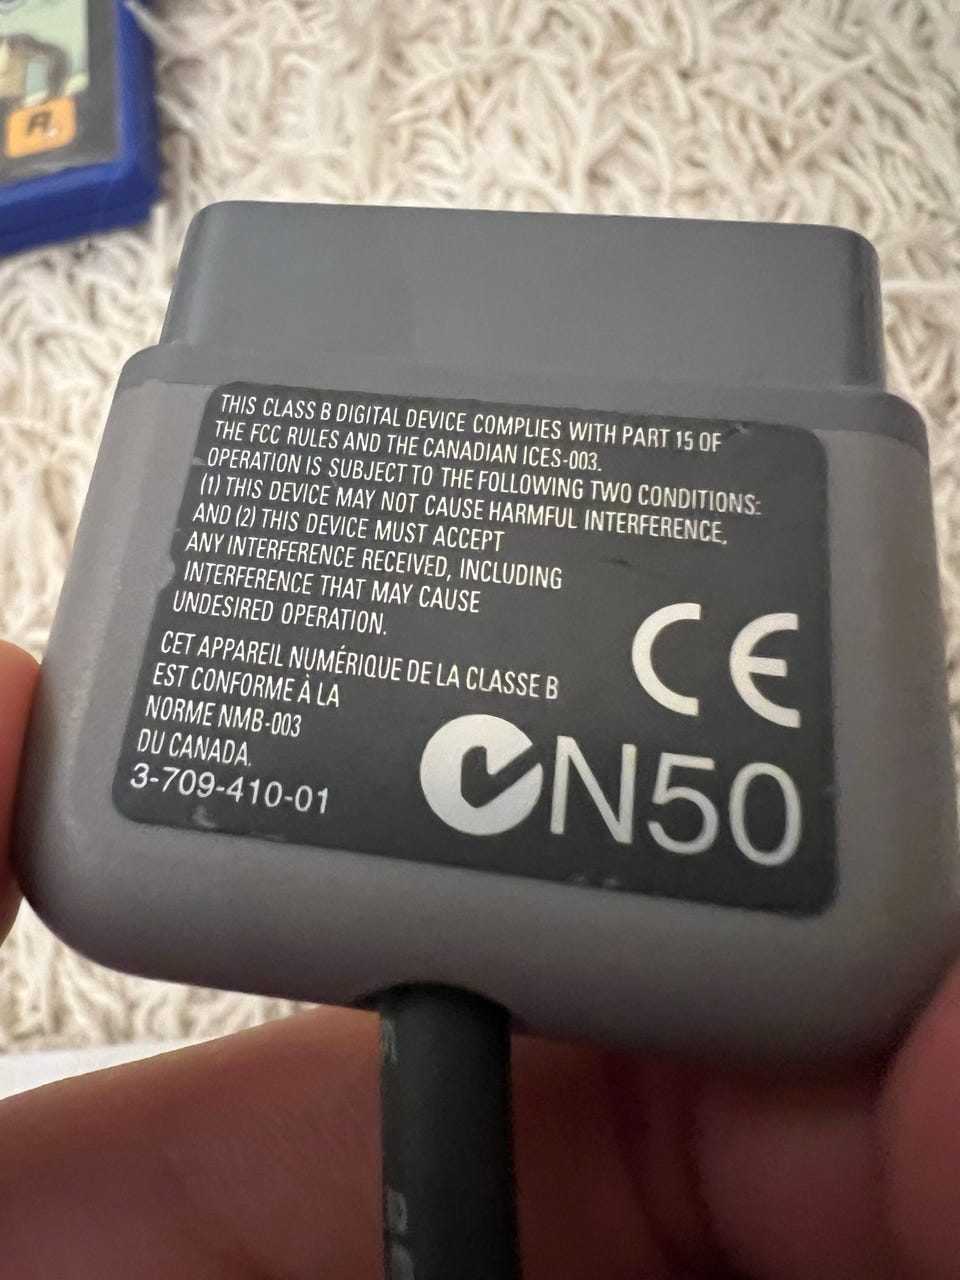 R
THIS CLASS B DIGITAL DEVICE COMPLIES WITH PART 15 OF
THE FCC RULES AND THE CANADIAN ICES-003.
OPERATION IS SUBJECT TO THE FOLLOWING TWO CONDITIONS:
(1) THIS DEVICE MAY NOT CAUSE HARMFUL INTERFERENCE,
AND (2) THIS DEVICE MUST ACCEPT
ANY INTERFERENCE RECEIVED, INCLUDING
INTERFERENCE THAT MAY CAUSE
UNDESIRED OPERATION.
CET APPAREIL NUMÉRIQUE DE LA CLASSE B
EST CONFORME À LA
NORME NMB-003
DU CANADA.
3-709-410-01
CE
N50